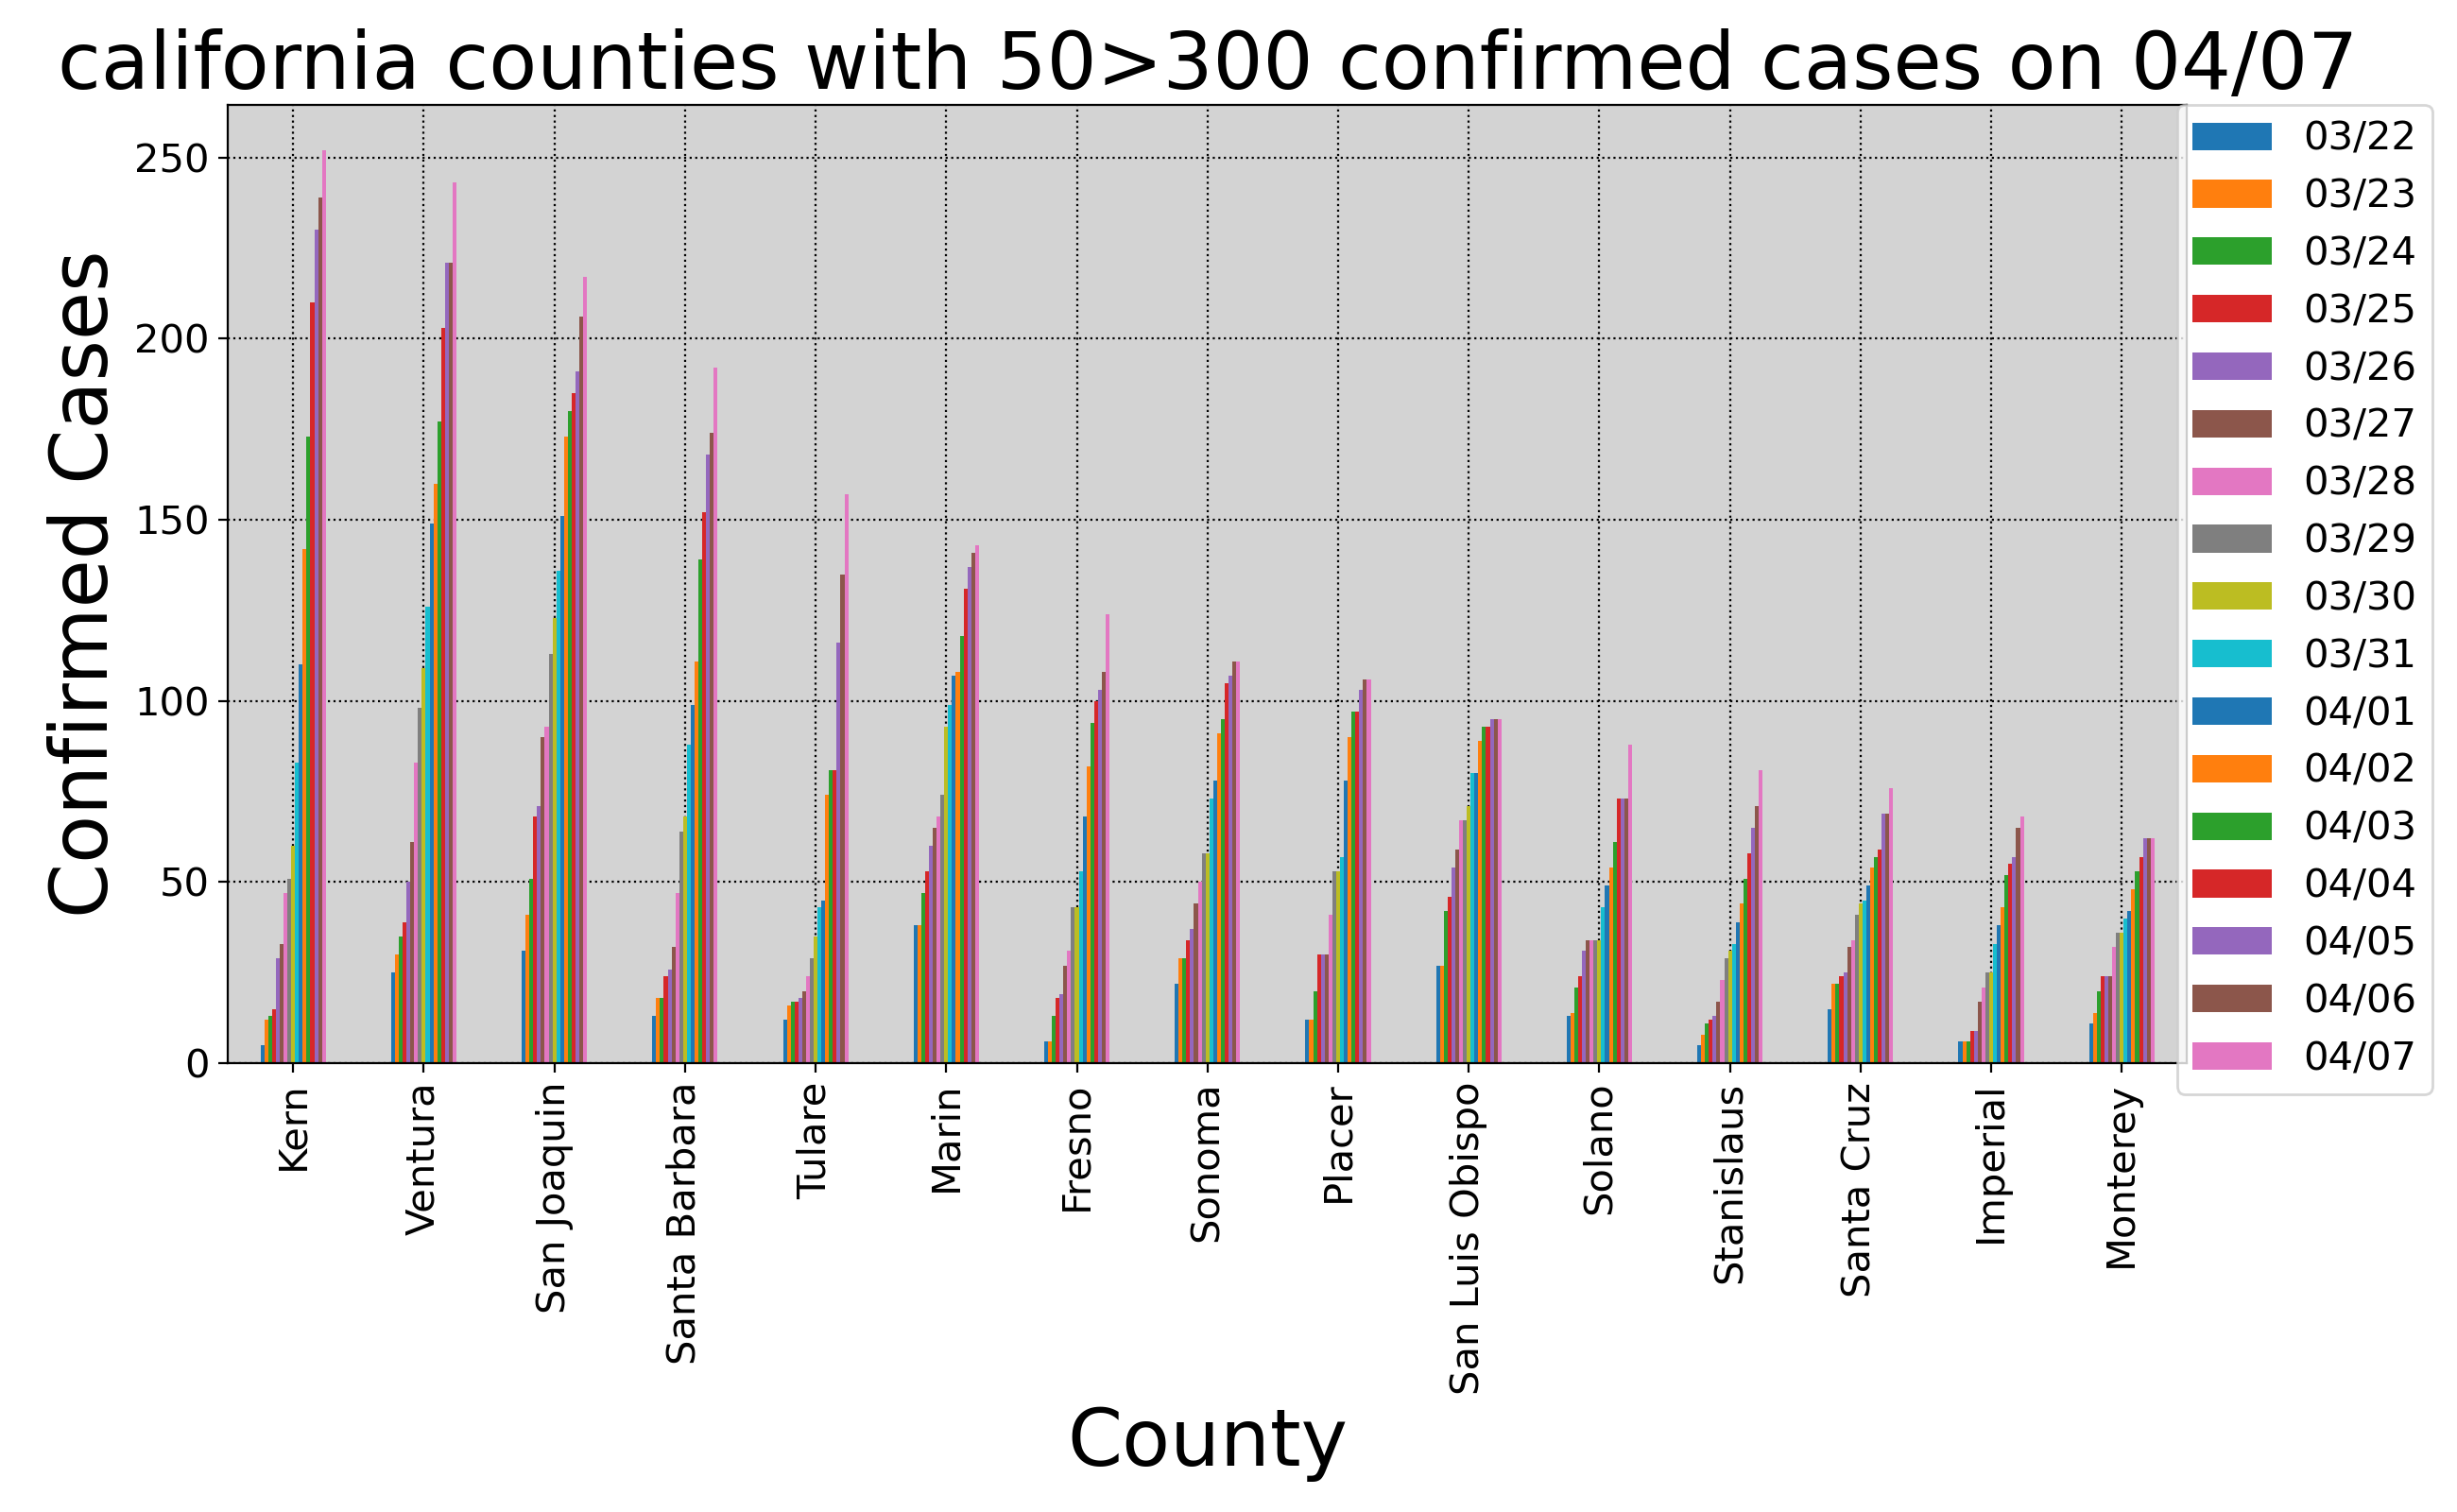 california counties with 50>300 confirmed cases on 04/07
Confirmed Cases
250
200
150
100
50
0
Kern
Ventura
San Joaquin
Santa Barbara
Tulare
Marin
Fresno
Sonoma
Placer
San Luis Obispo
Solano
Stanislaus
Santa Cruz
Imperial
Monterey
County
03/22
03/23
03/24
03/25
03/26
03/27
03/28
03/29
03/30
03/31
04/01
04/02
04/03
04/04
04/05
04/06
04/07